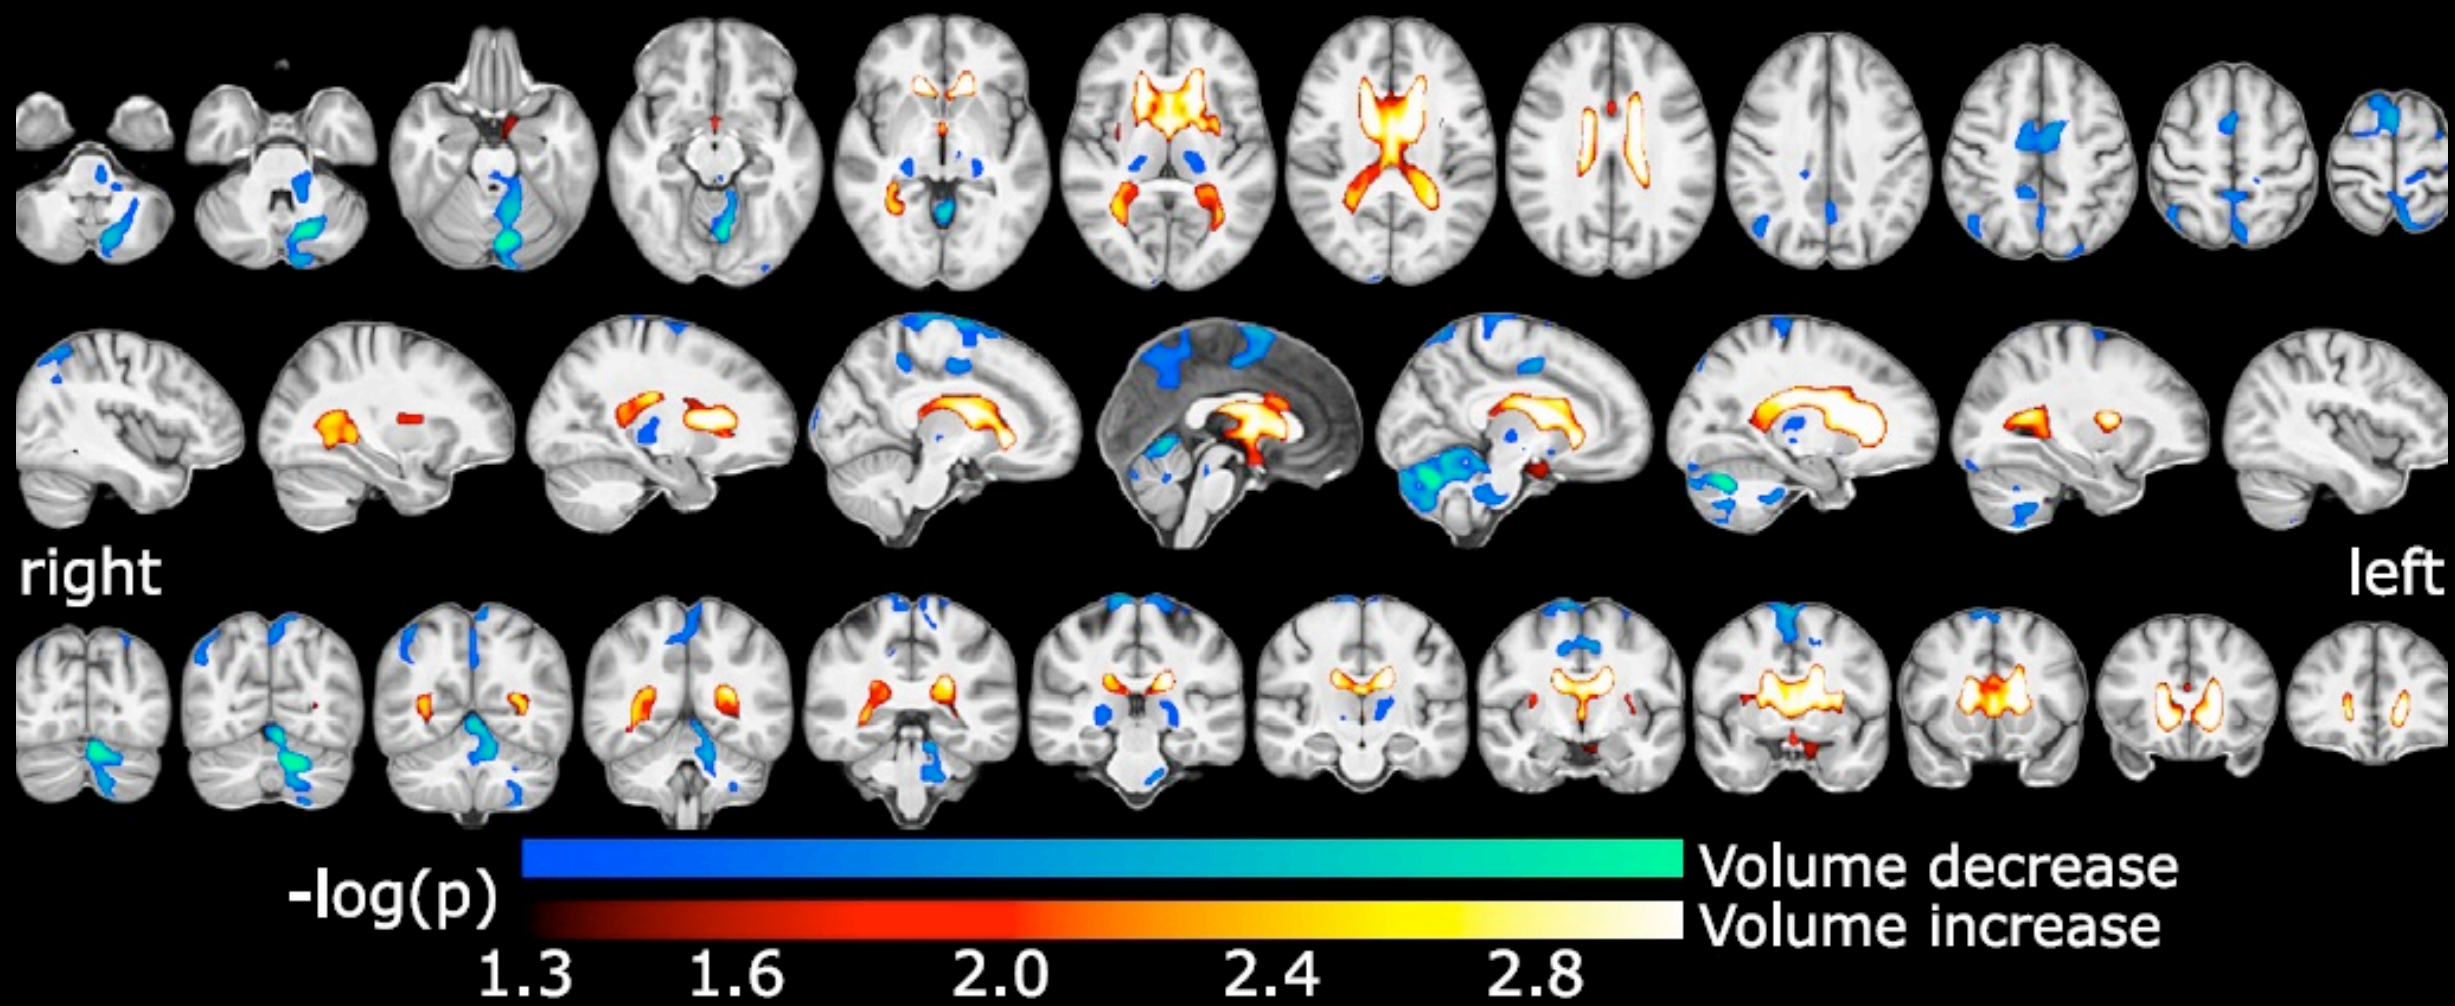 right
left
-log(p)
Volume decrease
Volume increase
1.3 1.6 2.0 2.4 2.8